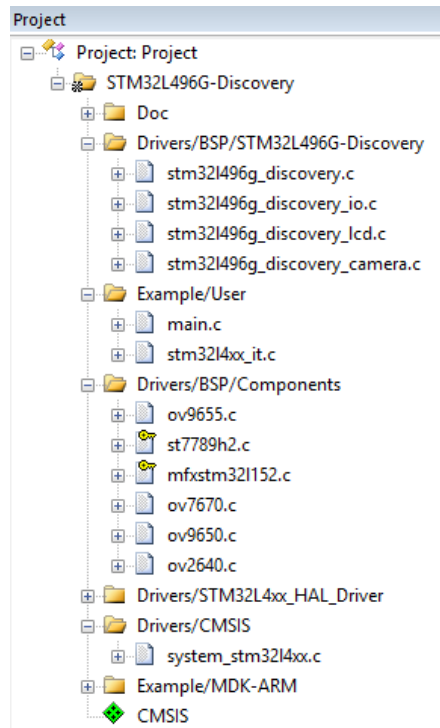 Project
Project: Project
STM32L496G-Discovery
Doc
Drivers/BSP/STM32L496G-Discovery
stm32l496g_discovery.c
stm32l496g_discovery_io.c
stm32l496g_discovery_lcd.c
stm32l496g_discovery_camera.c
Example/User
main.c
stm32l4xx_it.c
Drivers/BSP/Components
ov9655.c
st7789h2.c
mfxstm32l152.c
ov7670.c
ov9650.c
ov2640.c
Drivers/STM32L4xx_HAL_Driver
Drivers/CMSIS
system_stm32l4xx.c
Example/MDK-ARM
CMSIS